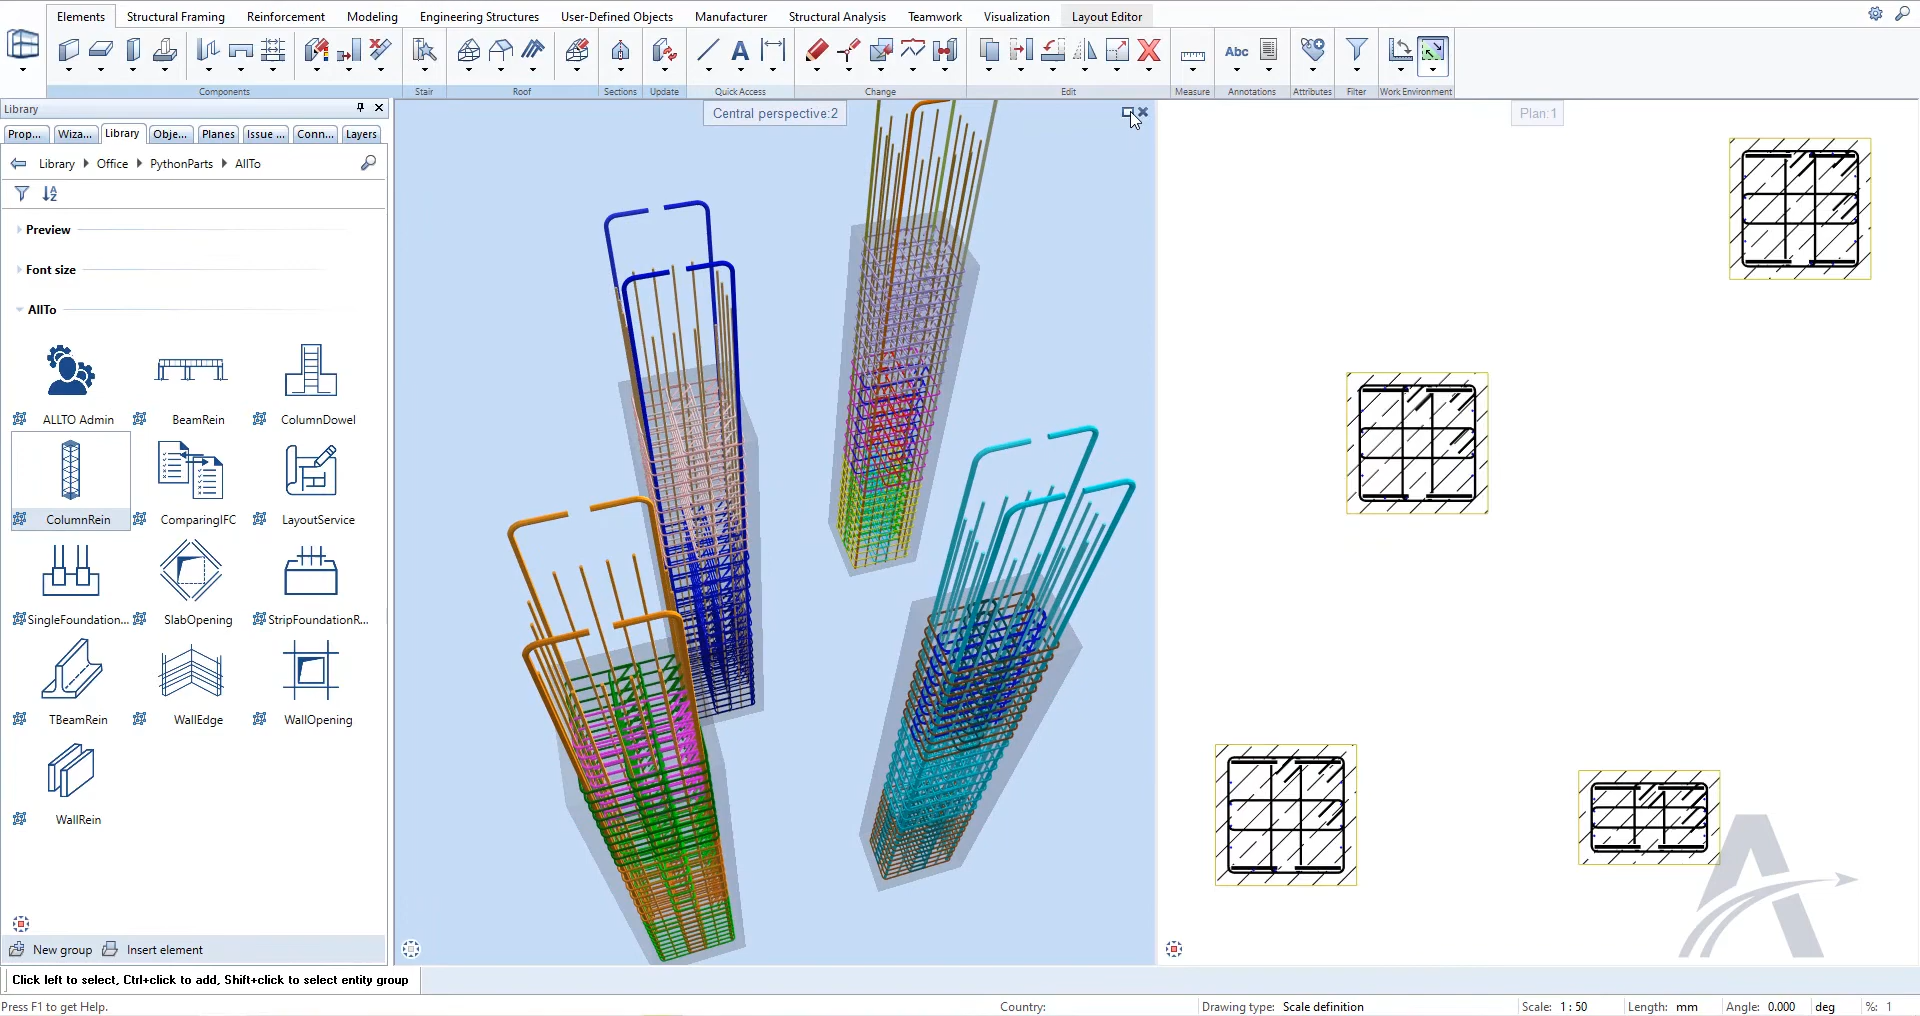 Elements Structural Framing Reinforcement Modeling Engineering Structures User-Defined Objects Manufacturer Structural Analysis Teamwork Visualization Layout Editor
A Abc
Components Stair Roof Sections Update Quick Access Change Edit Measure Annotations Attributes Filter Work Environment
Library
Central perspective:2
Plan:1
Prop... Wiza... Library Obje... Planes Issue ... Conn... Layers
Library Office PythonParts AllTo
Preview
Font size
AllTo
ALLTO Admin BeamRein ColumnDowel
ColumnRein ComparingIFC LayoutService
SingleFoundation... SlabOpening StripFoundationR...
TBeamRein WallEdge WallOpening
WallRein
New group Insert element
Click left to select, Ctrl+click to add, Shift+click to select entity group
Press F1 to get Help. Country: Drawing type: Scale definition Scale: 1 : 50 Length: mm Angle: 0.000 deg %: 1